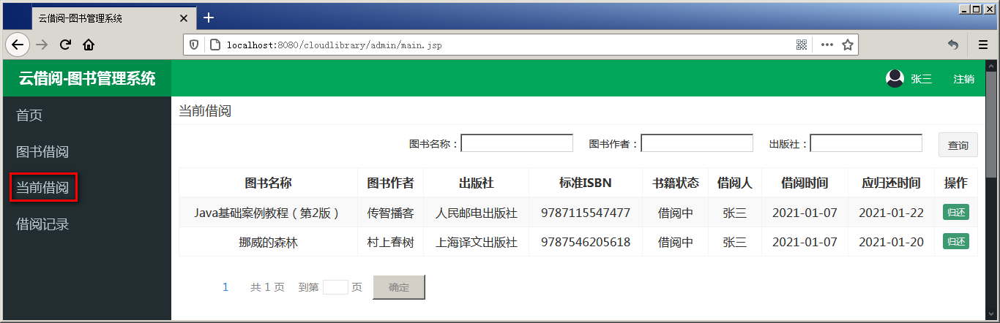 云借阅-图书管理系统
localhost:8080/cloudlibrary/admin/main.jsp
云借阅-图书管理系统
张三 注销
首页
图书借阅
当前借阅
借阅记录
当前借阅
图书名称： 图书作者： 出版社： 查询
图书名称 图书作者 出版社 标准ISBN 书籍状态 借阅人 借阅时间 应归还时间 操作
Java基础案例教程（第2版） 传智播客 人民邮电出版社 9787115547477 借阅中 张三 2021-01-07 2021-01-22 归还
挪威的森林 村上春树 上海译文出版社 9787546205618 借阅中 张三 2021-01-07 2021-01-20 归还
1 共 1 页 到第 页 确定